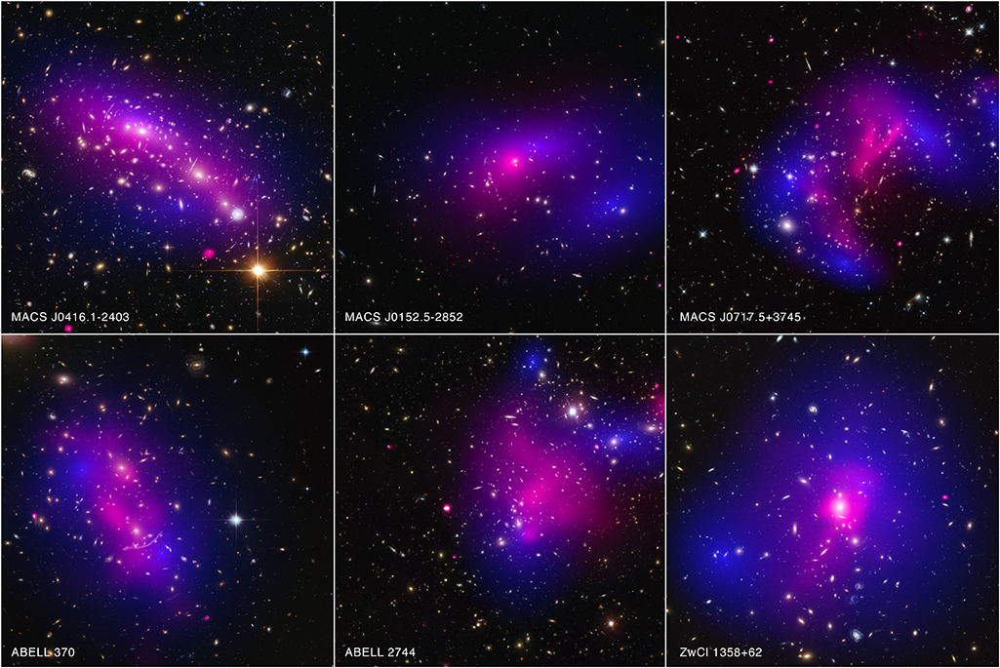 MACS J0416.1-2403
MACS J0152.5-2852
MACS J0717.5+3745
ABELL 370
ABELL 2744
ZwCl 1358+62